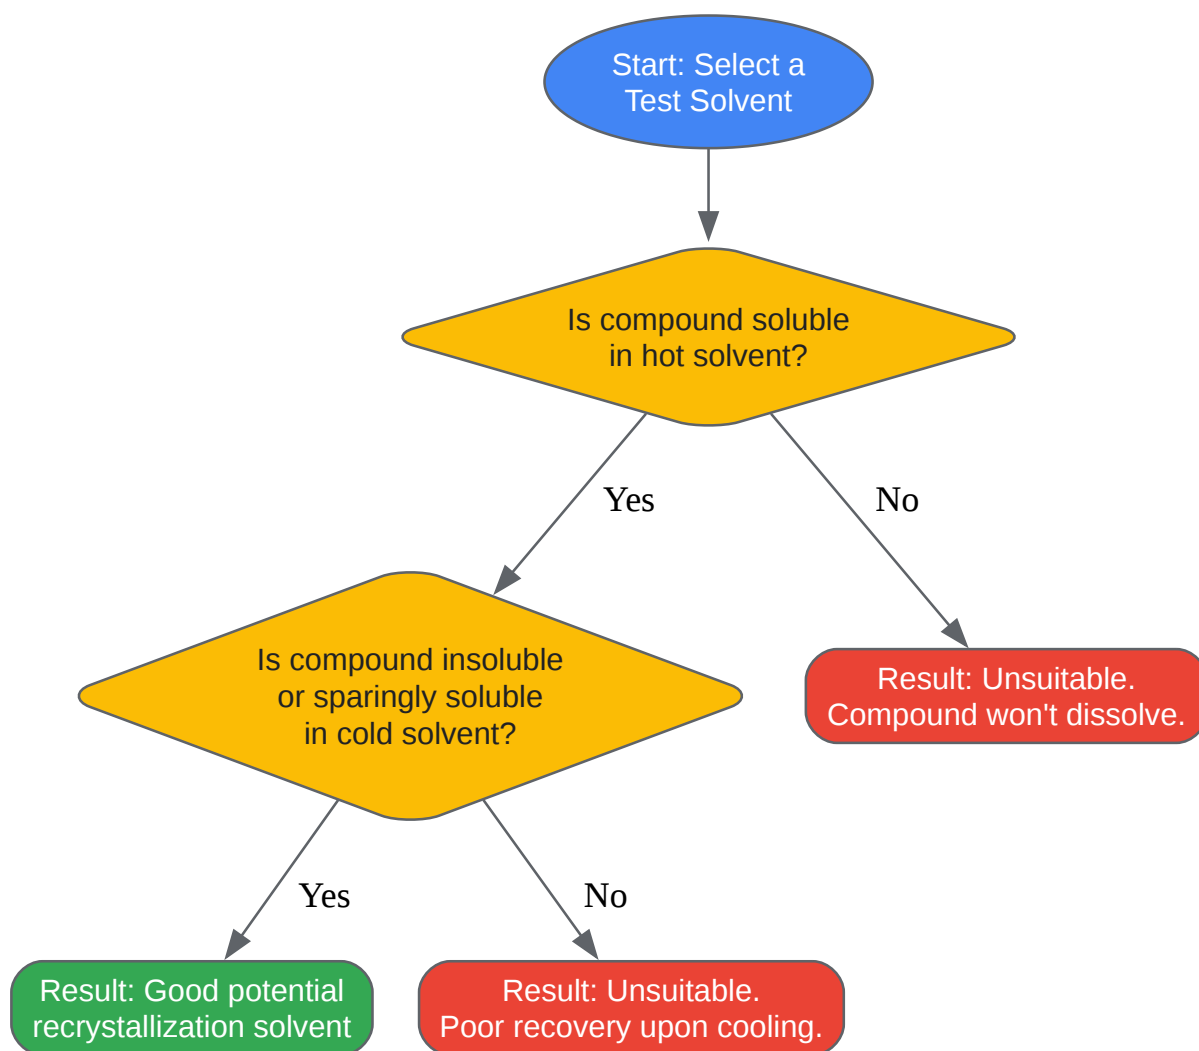 Start: Select a
Test Solvent
Is compound soluble
in hot solvent?
Yes
No
Is compound insoluble
or sparingly soluble
in cold solvent?
Result: Unsuitable.
Compound won't dissolve.
Yes
No
Result: Good potential
recrystallization solvent
Result: Unsuitable.
Poor recovery upon cooling.